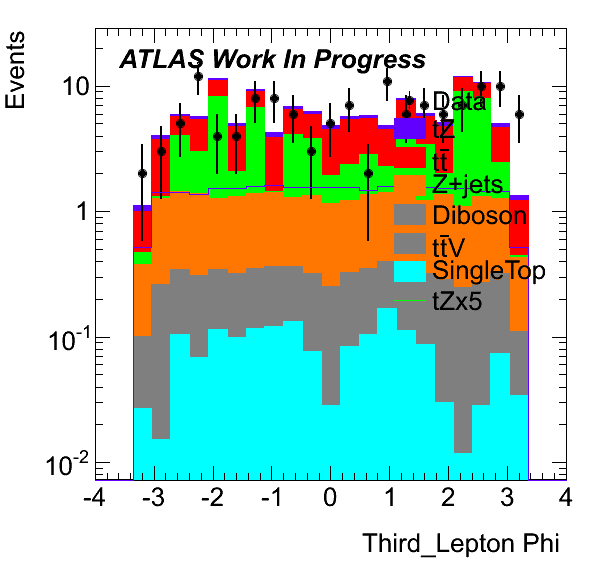 Events
ATLAS Work In Progress
10
1
10⁻¹
10⁻²
Data
tZ
tt̄
Z+jets
Diboson
tt̄V
SingleTop
tZx5
-4 -3 -2 -1 0 1 2 3 4
Third_Lepton Phi